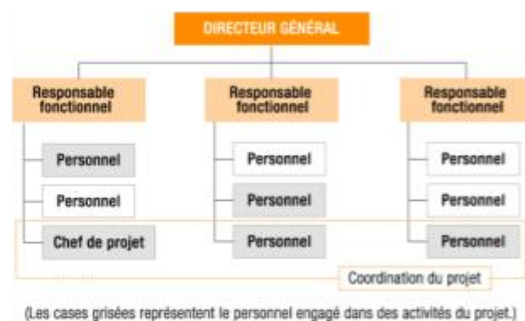 DIRECTEUR GÉNÉRAL
Responsable
fonctionnel
Responsable
fonctionnel
Responsable
fonctionnel
Personnel
Personnel
Personnel
Personnel
Personnel
Personnel
Chef de projet
Personnel
Personnel
Coordination du projet
(Les cases grisées représentent le personnel engagé dans des activités du projet.)